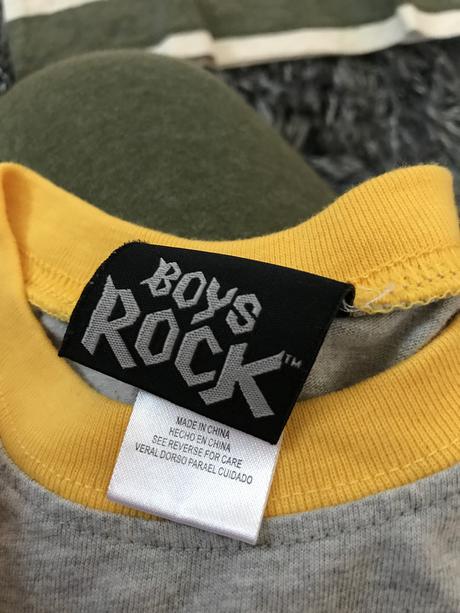 BOYS
ROCK™
MADE IN CHINA
HECHO EN CHINA
SEE REVERSE FOR CARE
VERAL DORSO PARAEL CUIDADO